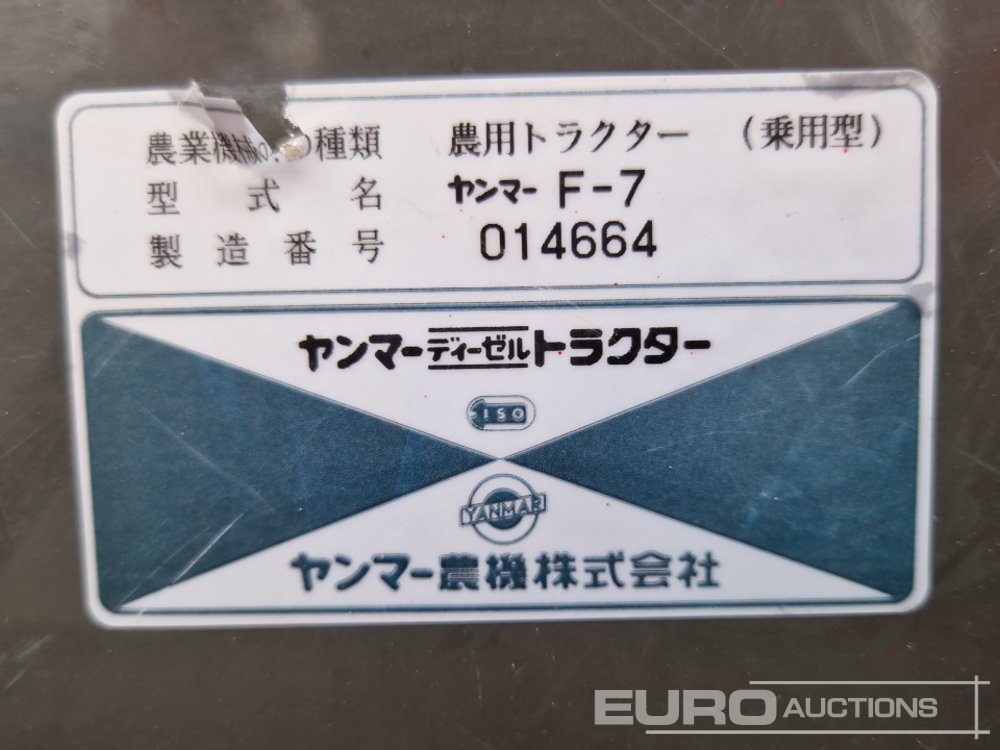 農業機械の種類 農用トラクター (乗用型)
型式名 ヤンマー F-7
製造番号 014664
ヤンマーディーゼルトラクター
ISO
YANMAR
ヤンマー農機株式会社
EURO AUCTIONS